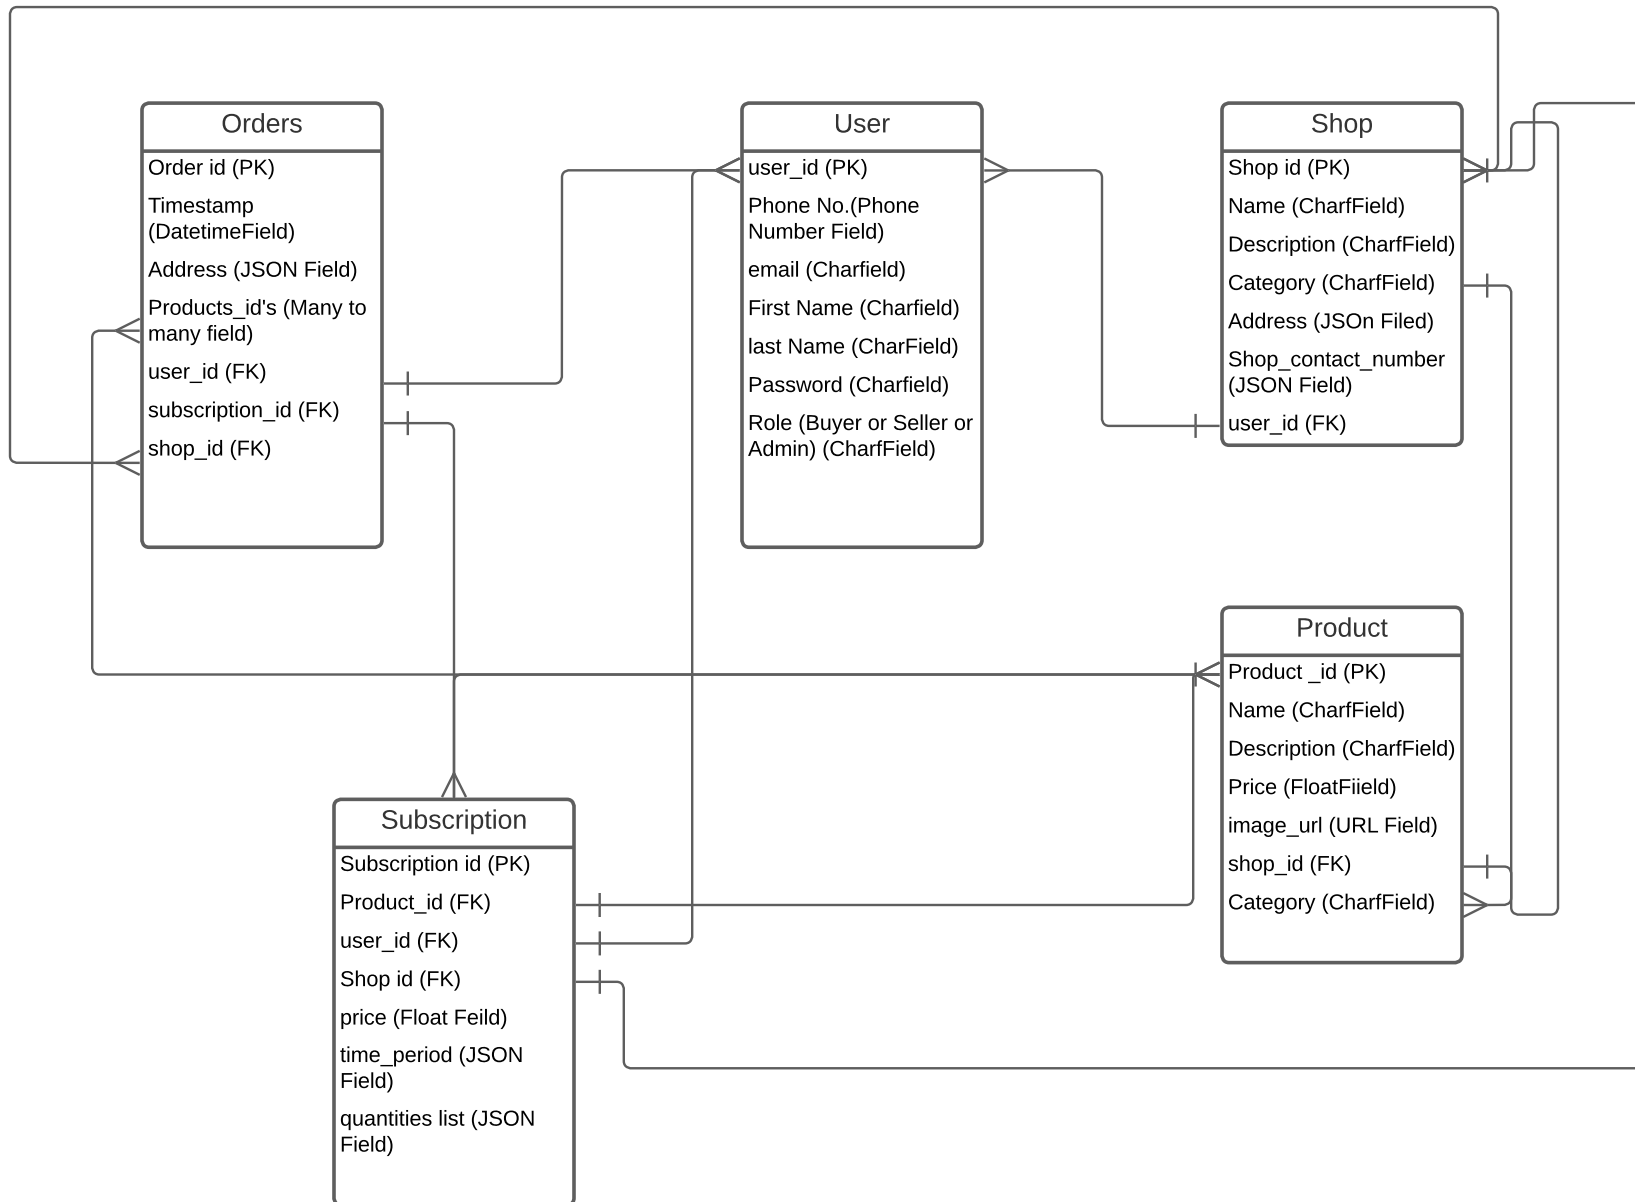 Orders
Order id (PK)
Timestamp
(DatetimeField)
Address (JSON Field)
Products_id's (Many to
many field)
user_id (FK)
subscription_id (FK)
shop_id (FK)
User
user_id (PK)
Phone No.(Phone
Number Field)
email (Charfield)
First Name (Charfield)
last Name (CharField)
Password (Charfield)
Role (Buyer or Seller or
Admin) (CharfField)
Shop
Shop id (PK)
Name (CharfField)
Description (CharfField)
Category (CharfField)
Address (JSOn Filed)
Shop_contact_number
(JSON Field)
user_id (FK)
Product
Product _id (PK)
Name (CharfField)
Description (CharfField)
Price (FloatFiield)
image_url (URL Field)
shop_id (FK)
Category (CharfField)
Subscription
Subscription id (PK)
Product_id (FK)
user_id (FK)
Shop id (FK)
price (Float Feild)
time_period (JSON
Field)
quantities list (JSON
Field)